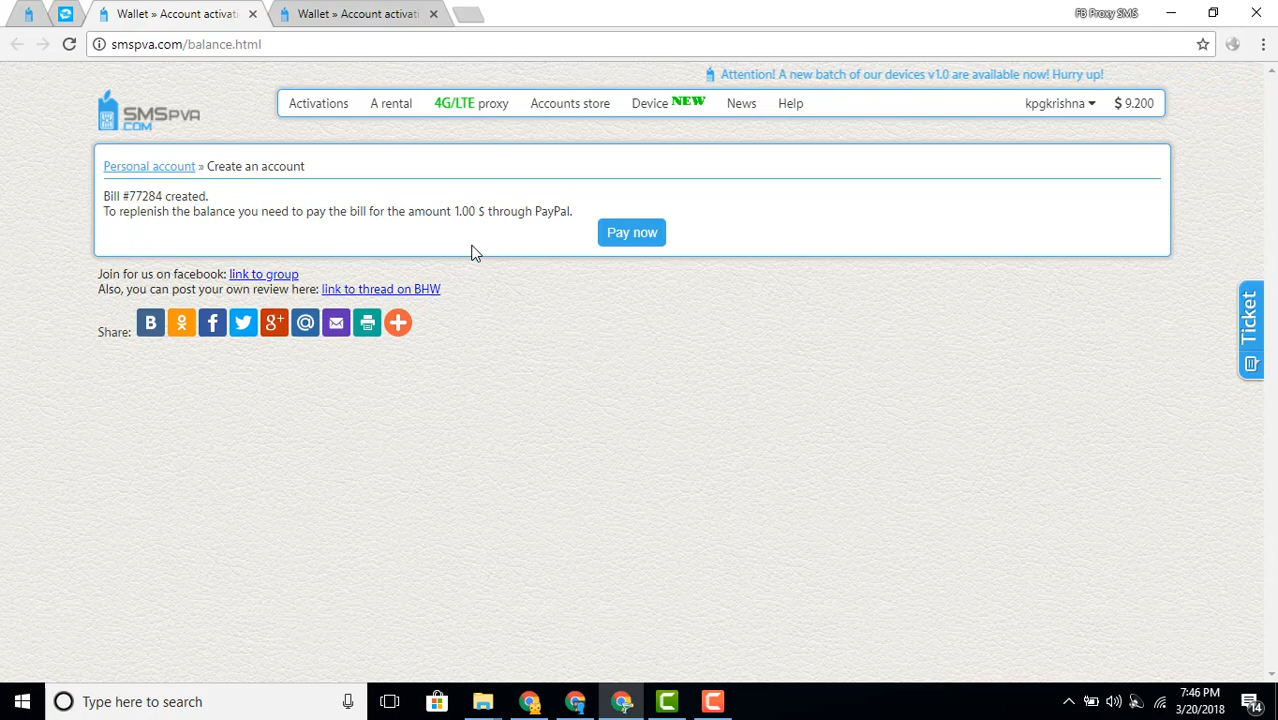 Wallet » Account activati
Wallet » Account activati
FB Proxy SMS
smspva.com/balance.html
Attention! A new batch of our devices v1.0 are available now! Hurry up!
SMSPVA
.COM
Activations A rental 4G/LTE proxy Accounts store Device NEW News Help kpgkrishna $ 9.200
Personal account » Create an account
Bill #77284 created.
To replenish the balance you need to pay the bill for the amount 1.00 $ through PayPal.
Pay now
Join for us on facebook: link to group
Also, you can post your own review here: link to thread on BHW
Share:
Ticket
Type here to search
7:46 PM
3/20/2018
14